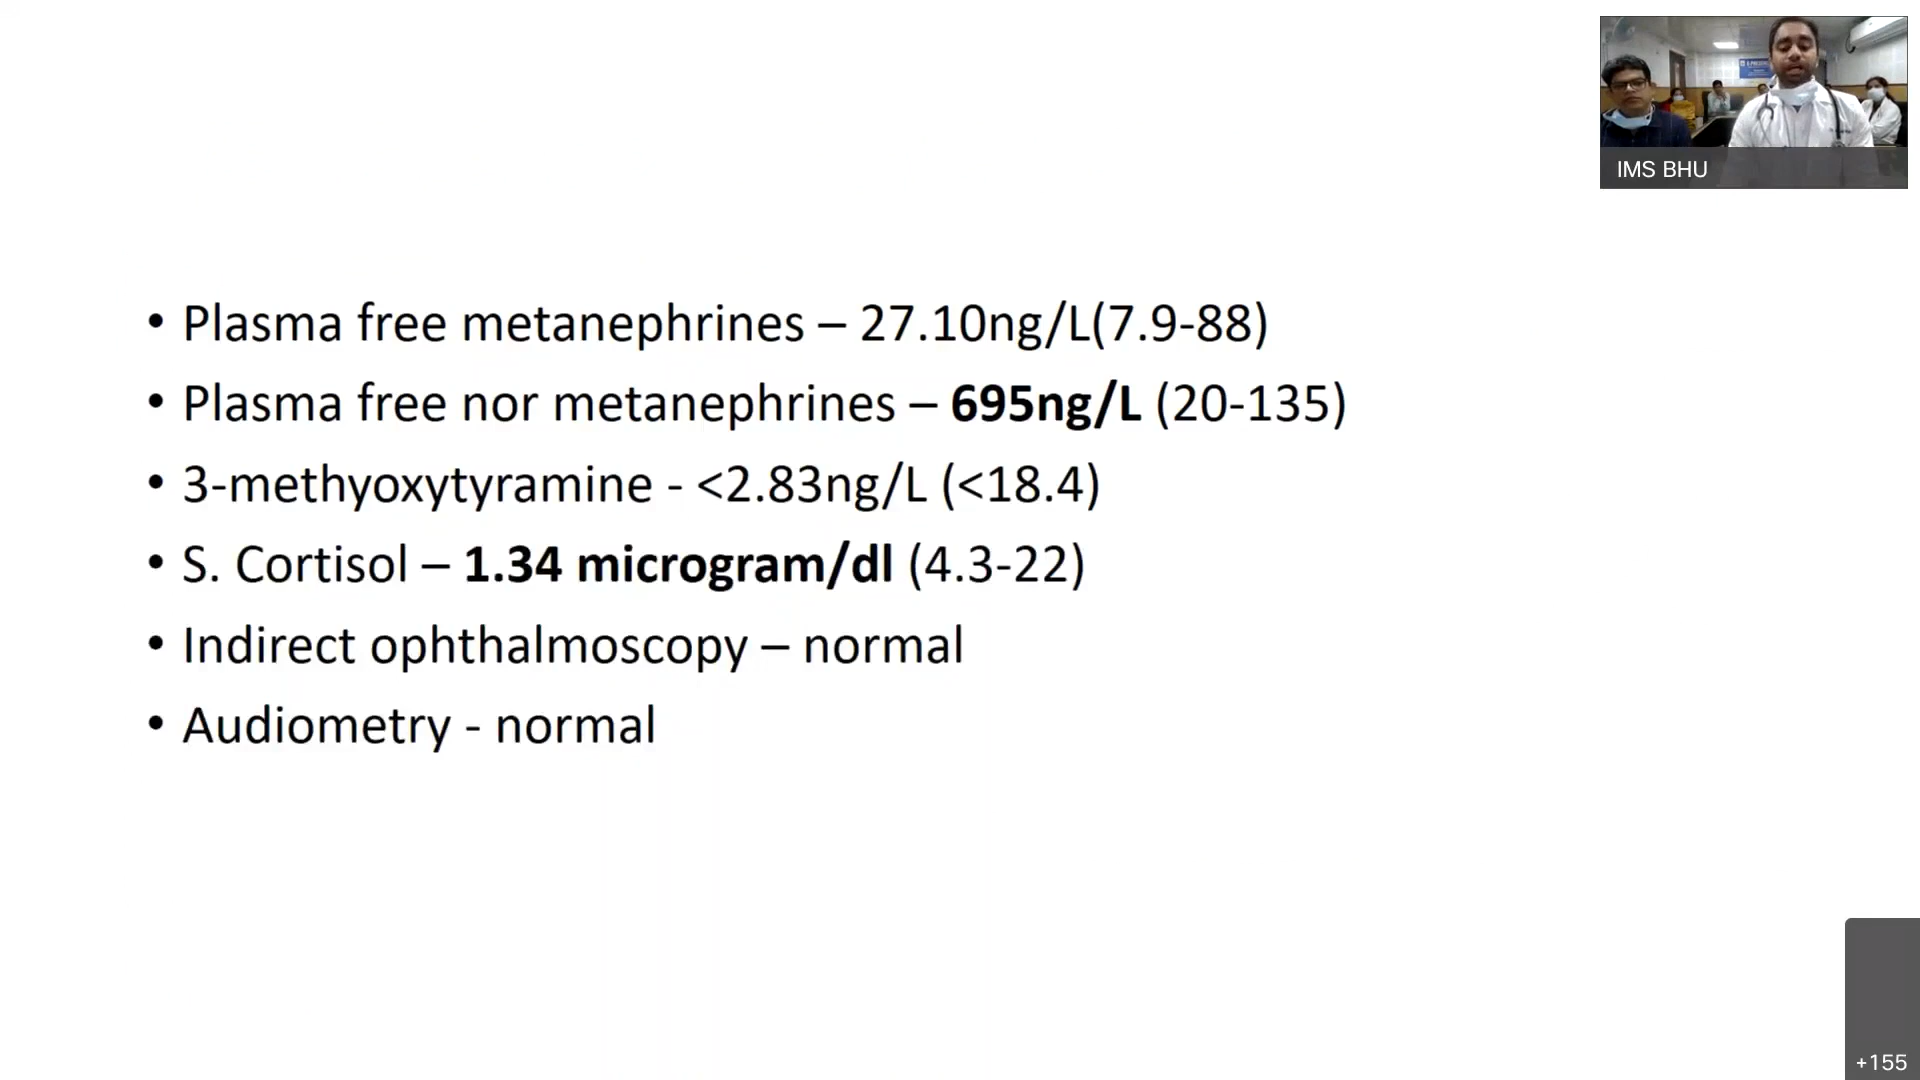 IMS BHU
• Plasma free metanephrines – 27.10ng/L(7.9-88)
• Plasma free nor metanephrines – 695ng/L (20-135)
• 3-methyoxytyramine - <2.83ng/L (<18.4)
• S. Cortisol – 1.34 microgram/dl (4.3-22)
• Indirect ophthalmoscopy – normal
• Audiometry - normal
+155